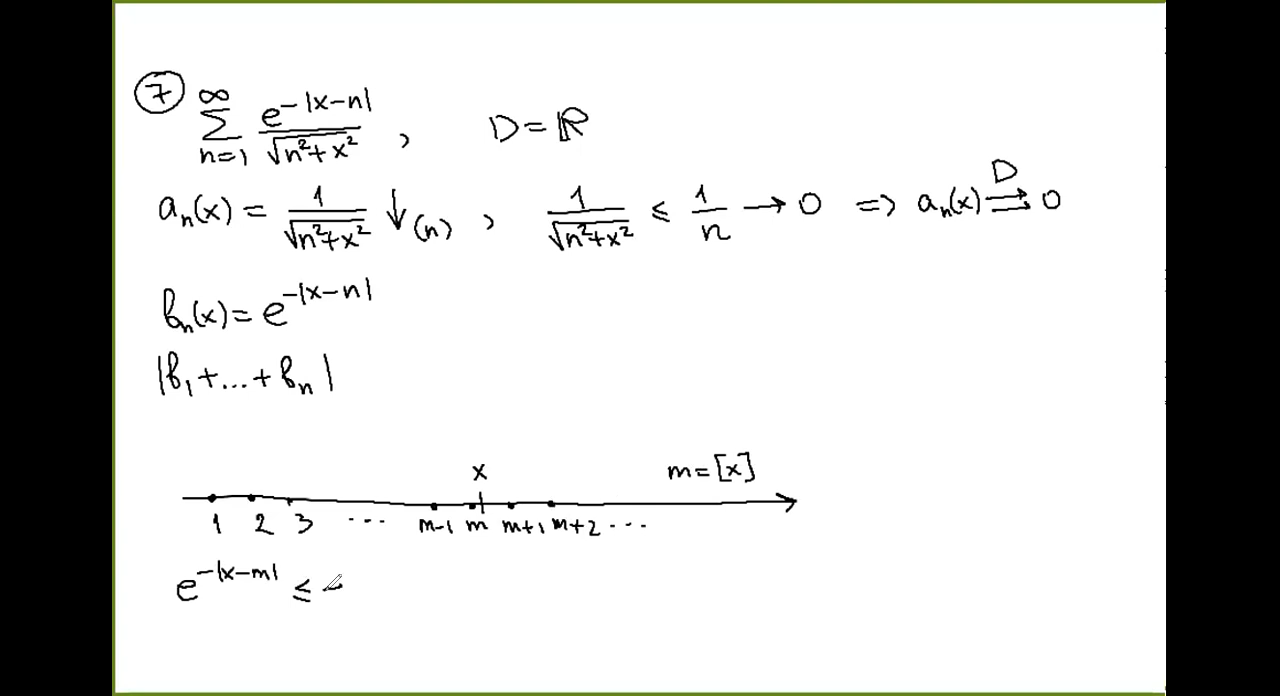 ⑦ ∑_{n=1}^{∞} e^{-|x-n|} / √(n²+x²) , D = ℝ
a_n(x) = 1/√(n²+x²) ↓_(n) , 1/√(n²+x²) ≤ 1/n → 0 ⇒ a_n(x) ⇉^D 0
b_n(x) = e^{-|x-n|}
|b_1 + ... + b_n|
x m = [x]
1 2 3 ... m-1 m m+1 m+2 ...
e^{-|x-m|} ≤